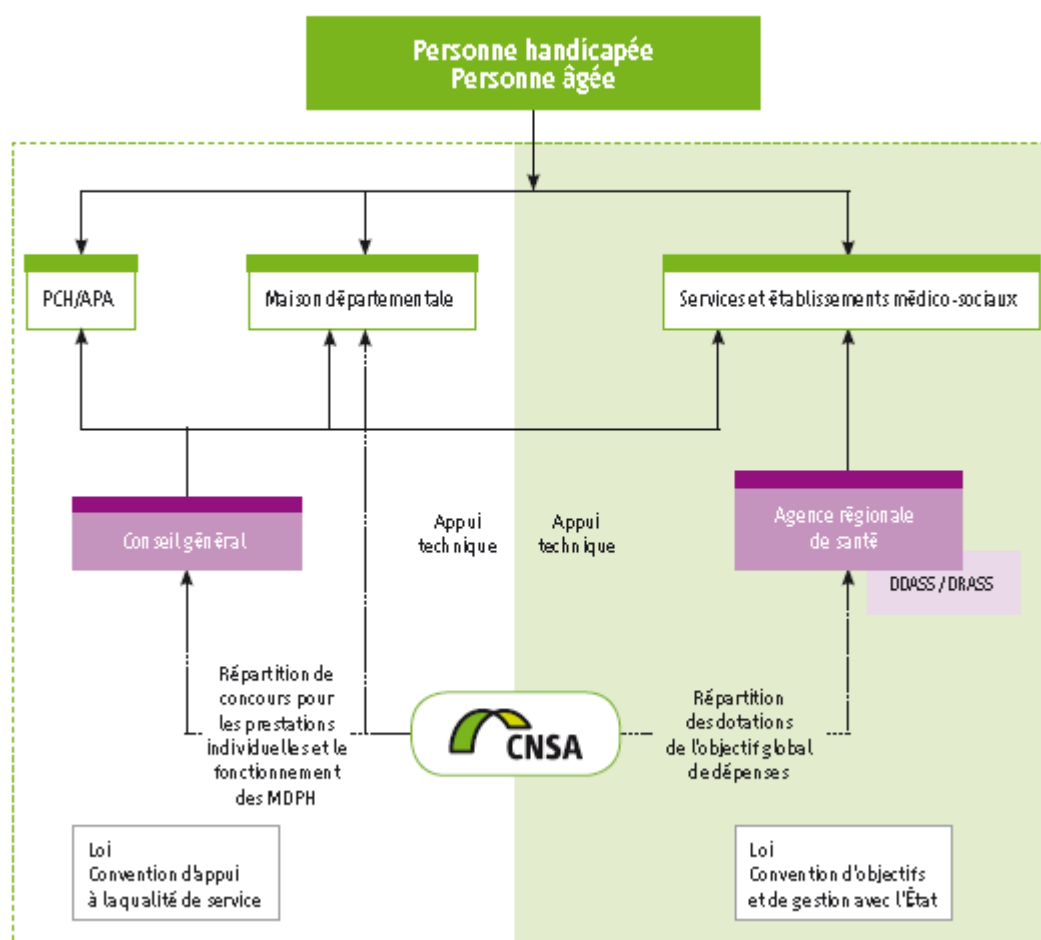 Personne handicapée
Personne âgée
PCH/APA
Maison départementale
Services et établissements médico-sociaux
Conseil général
Appui
technique
Appui
technique
Agence régionale
de santé
DDASS / DRASS
Répartition de
concours pour
les prestations
individuelles et le
fonctionnement
des MDPH
CNSA
Répartition
des dotations
de l'objectif global
de dépenses
Loi
Convention d'appui
à la qualité de service
Loi
Convention d'objectifs
et de gestion avec l'État